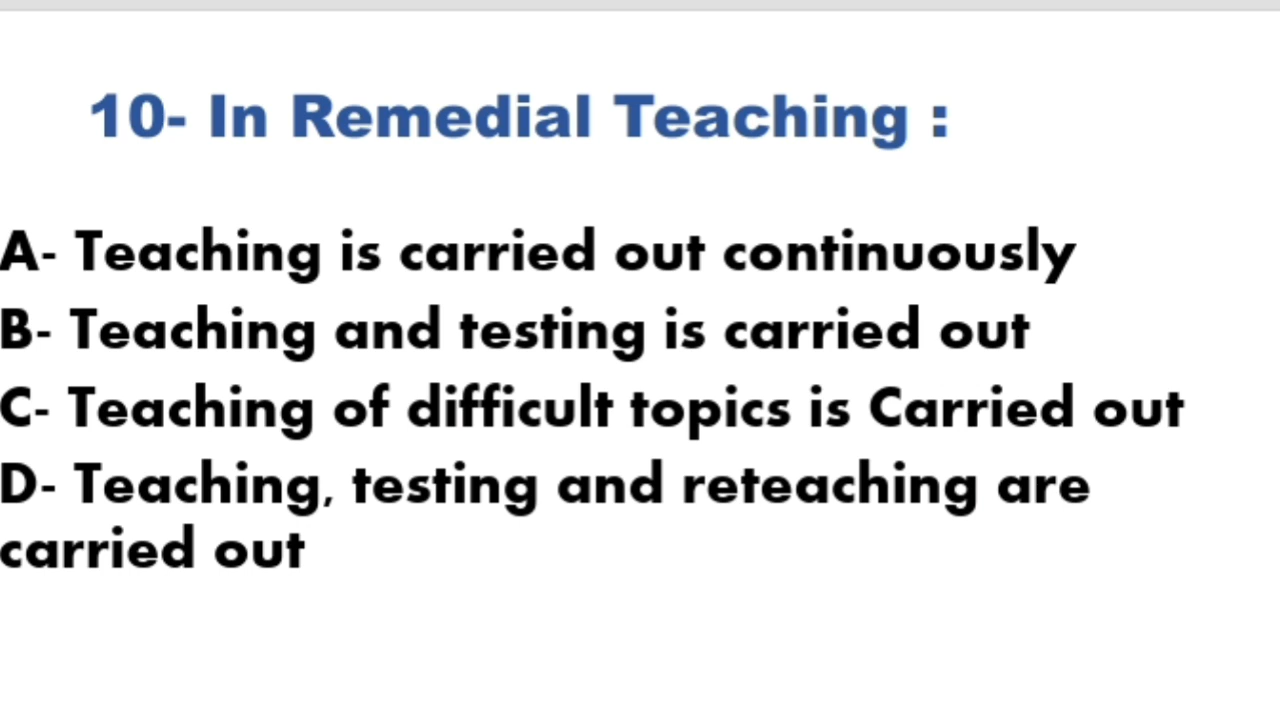 10- In Remedial Teaching :
A- Teaching is carried out continuously
B- Teaching and testing is carried out
C- Teaching of difficult topics is Carried out
D- Teaching, testing and reteaching are
carried out